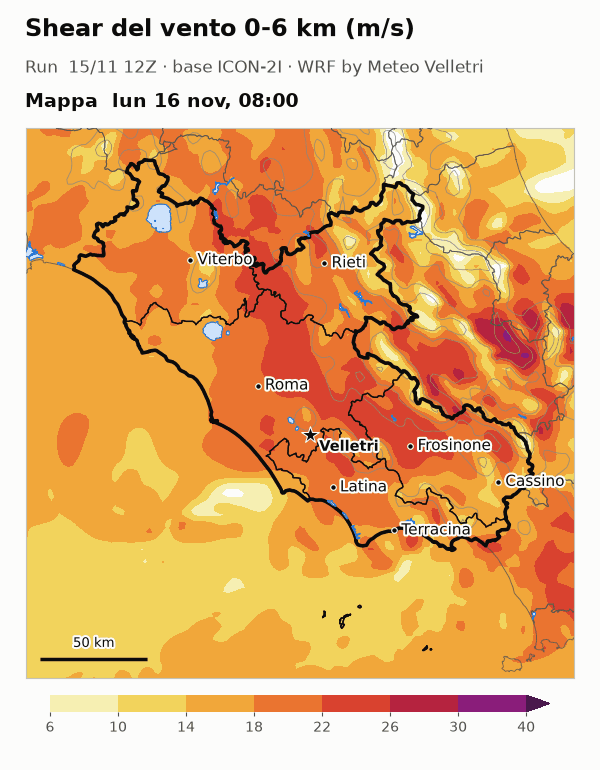 Shear del vento 0-6 km (m/s)
Run  15/11 12Z · base ICON-2I · WRF by Meteo Velletri
Mappa  lun 16 nov, 08:00
Viterbo
Rieti
Roma
Velletri
Frosinone
Cassino
Latina
Terracina
50 km
6 10 14 18 22 26 30 40